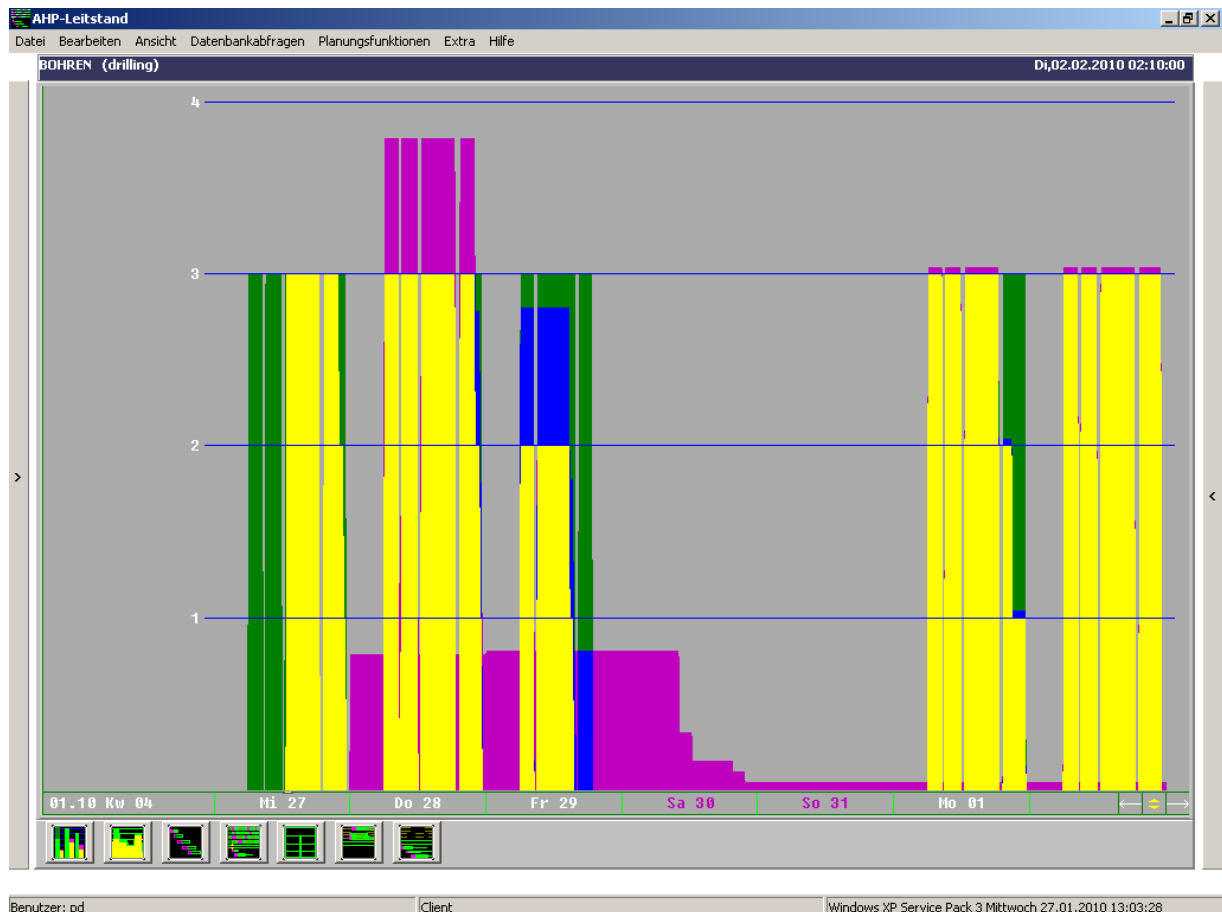 AHP-Leitstand
Datei Bearbeiten Ansicht Datenbankabfragen Planungsfunktionen Extra Hilfe
BOHREN (drilling) Di,02.02.2010 02:10:00
4
3
2
1
> <
01.10 Kw 04 Mi 27 Do 28 Fr 29 Sa 30 So 31 Mo 01
Benutzer: pd Client Windows XP Service Pack 3 Mittwoch 27.01.2010 13:03:28